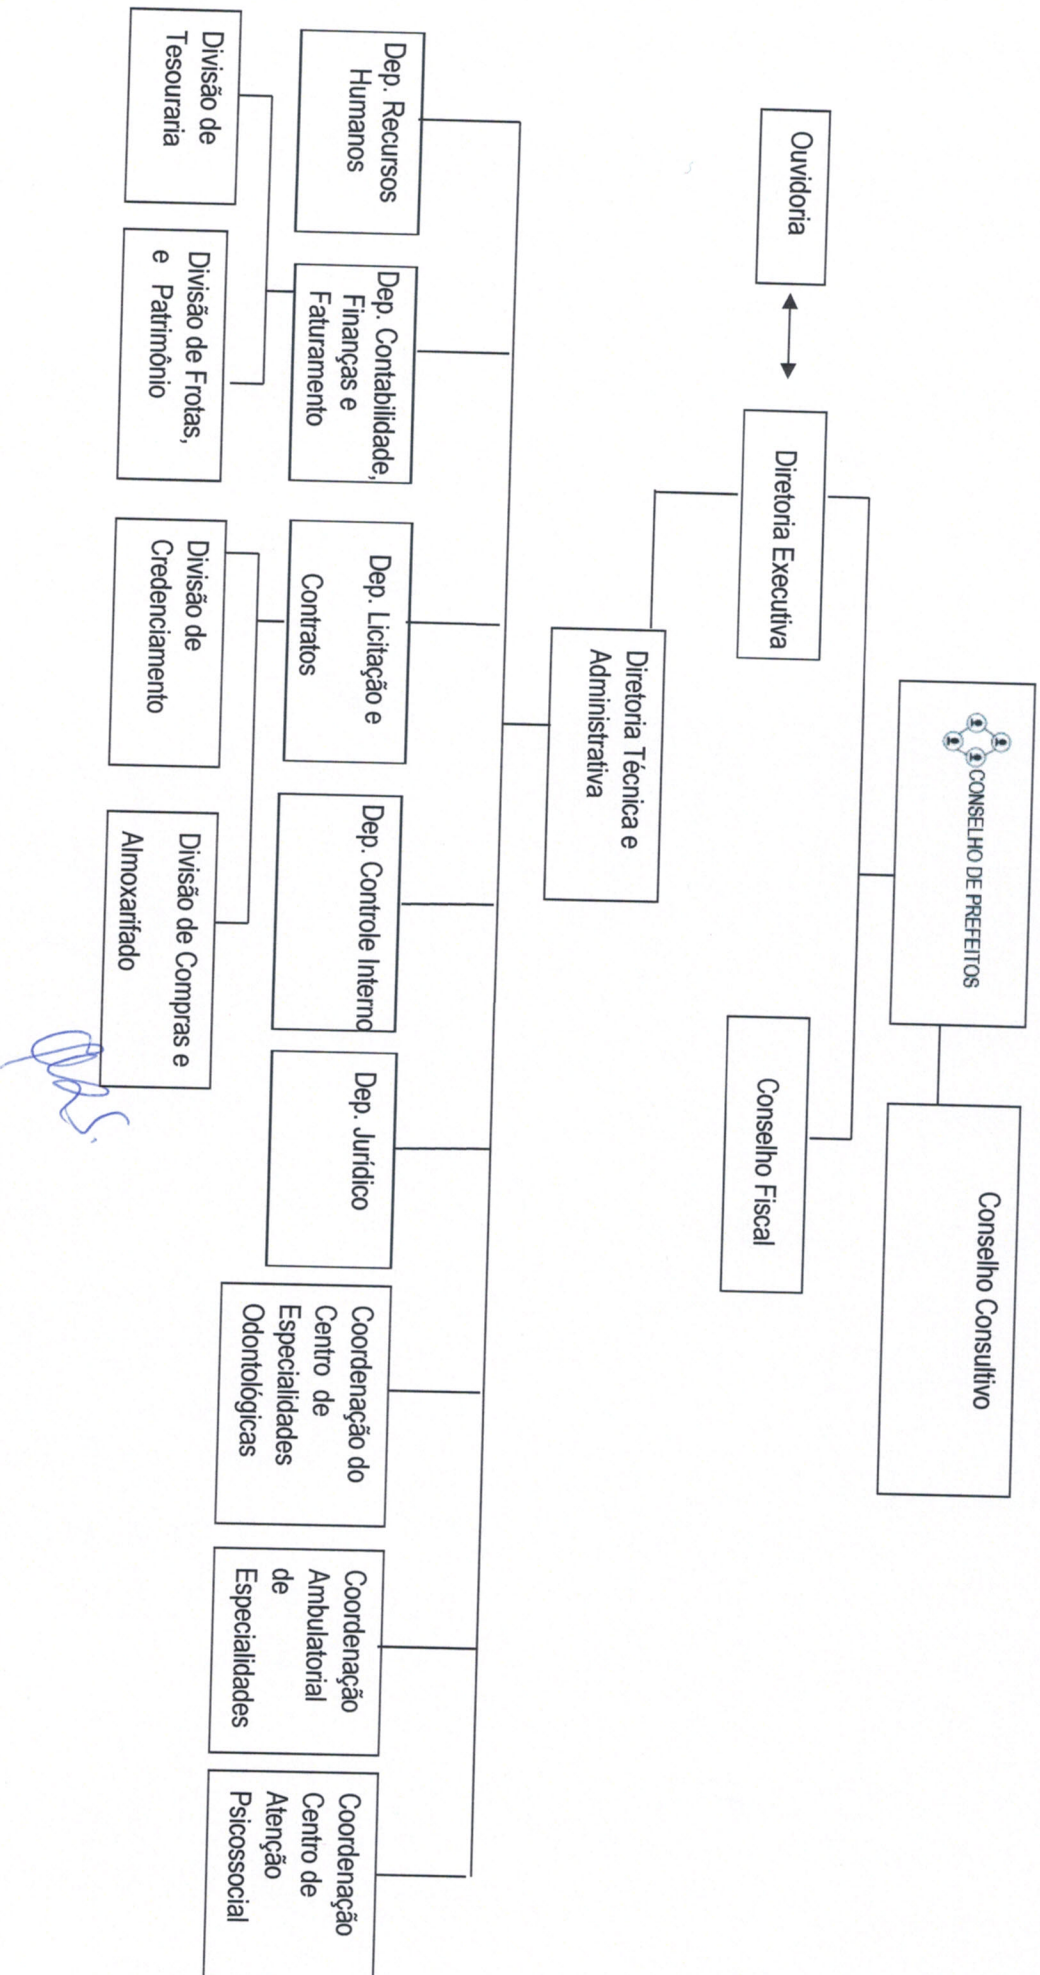 CONSELHO DE PREFEITOS
Conselho Consultivo
Ouvidoria
Diretoria Executiva
Conselho Fiscal
Diretoria Técnica e
Administrativa
Dep. Recursos
Humanos
Dep. Contabilidade,
Finanças e
Faturamento
Dep. Licitação e
Contratos
Dep. Controle Interno
Dep. Jurídico
Coordenação do
Centro de
Especialidades
Odontológicas
Coordenação
Ambulatorial
de
Especialidades
Coordenação
Centro de
Atenção
Psicossocial
Divisão de
Tesouraria
Divisão de Frotas,
e Patrimônio
Divisão de
Credenciamento
Divisão de Compras e
Almoxarifado